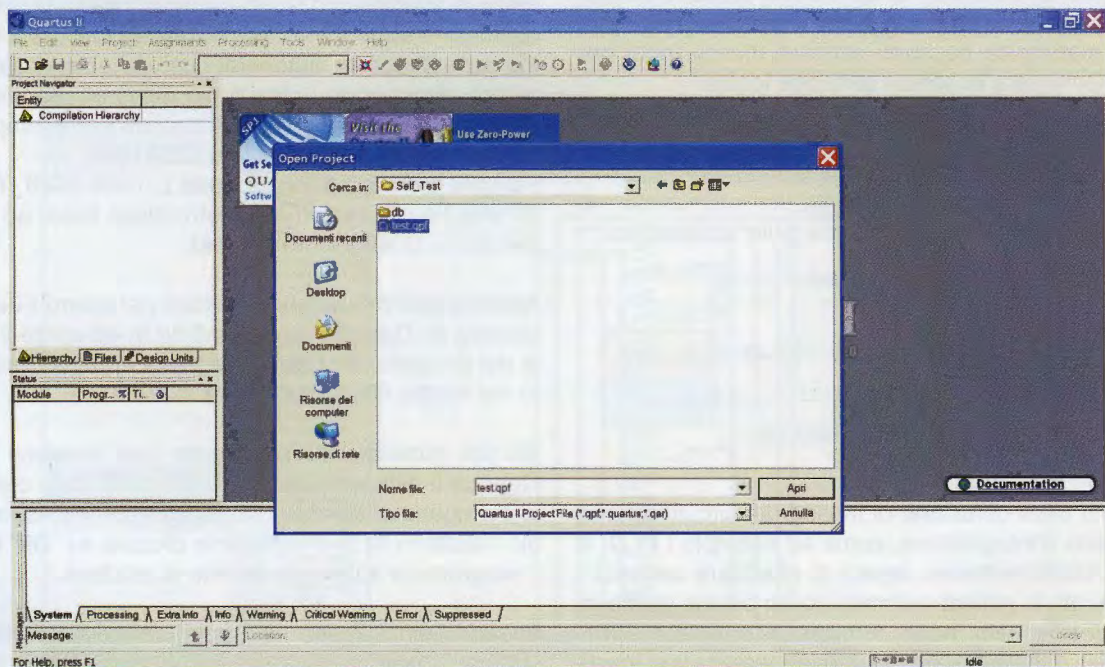 Quartus II
File Edit View Project Assignments Processing Tools Window Help
Project Navigator
Entity
Compilation Hierarchy
Hierarchy Files Design Units
Status
Module Progr... % Ti...
SP1
Visit the
Use Zero-Power
Get Se
QU
Softw
Open Project
Cerca in: Self_Test
db
test.qpf
Documenti recenti
Desktop
Documenti
Risorse del
computer
Risorse di rete
Nome file: test.qpf Apri
Tipo file: Quartus II Project File (*.qpf;*.quartus;*.qar) Annulla
Documentation
System Processing Extra Info Info Warning Critical Warning Error Suppressed
Messages
Message: Location: Locate
For Help, press F1 Idle